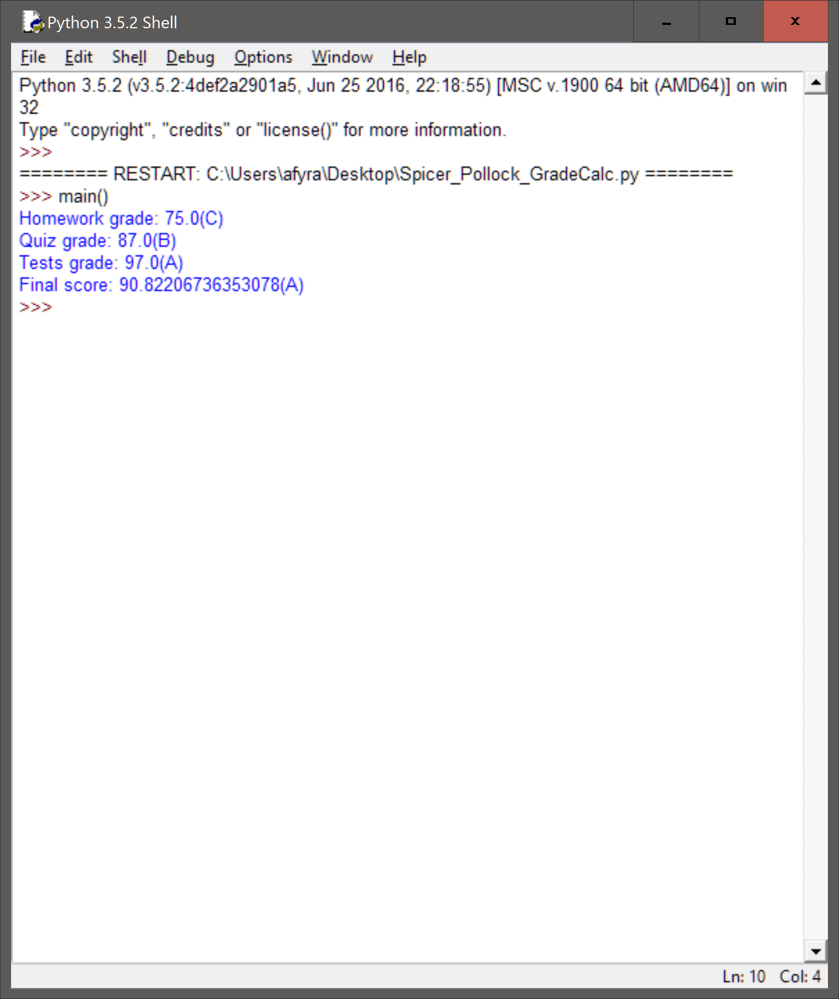 Python 3.5.2 Shell
File Edit Shell Debug Options Window Help
Python 3.5.2 (v3.5.2:4def2a2901a5, Jun 25 2016, 22:18:55) [MSC v.1900 64 bit (AMD64)] on win
32
Type "copyright", "credits" or "license()" for more information.
>>>
======== RESTART: C:\Users\afyra\Desktop\Spicer_Pollock_GradeCalc.py ========
>>> main()
Homework grade: 75.0(C)
Quiz grade: 87.0(B)
Tests grade: 97.0(A)
Final score: 90.82206736353078(A)
>>>
Ln: 10 Col: 4